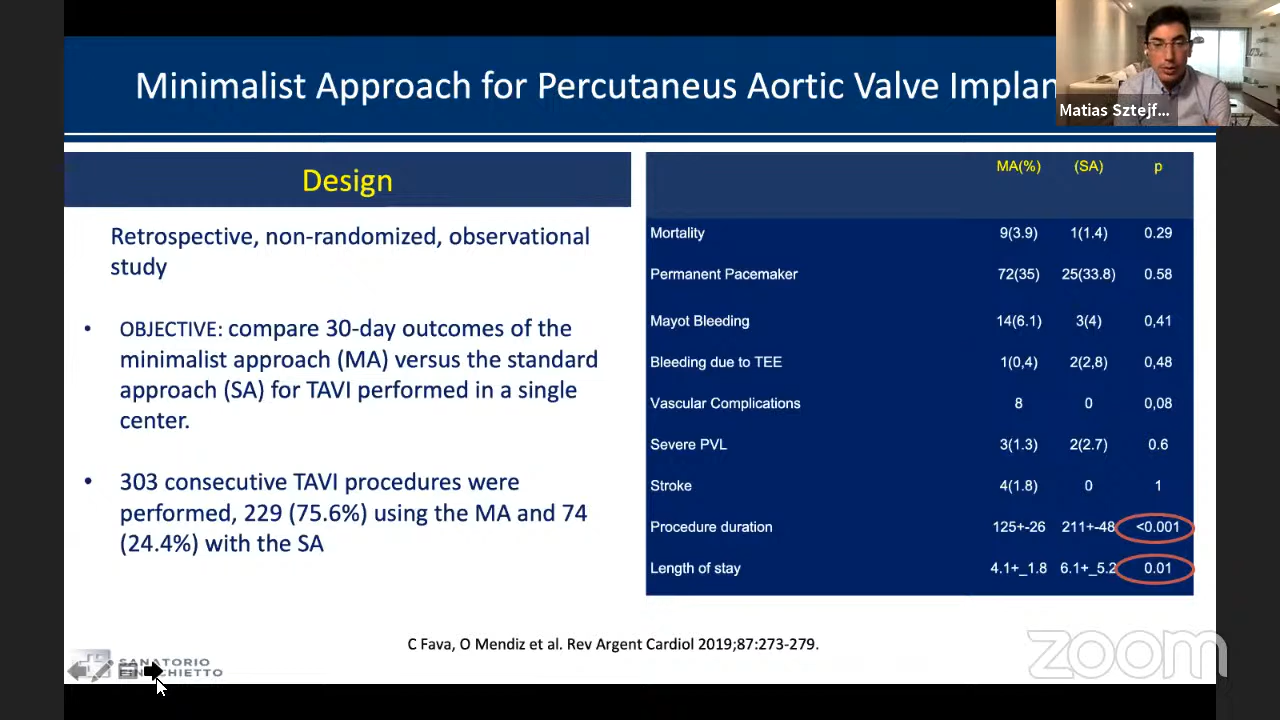 Minimalist Approach for Percutaneus Aortic Valve Implan
Matias Sztejf...
Design
Retrospective, non-randomized, observational
study
• OBJECTIVE: compare 30-day outcomes of the
minimalist approach (MA) versus the standard
approach (SA) for TAVI performed in a single
center.
• 303 consecutive TAVI procedures were
performed, 229 (75.6%) using the MA and 74
(24.4%) with the SA
MA(%) (SA) p
Mortality 9(3.9) 1(1.4) 0.29
Permanent Pacemaker 72(35) 25(33.8) 0.58
Mayot Bleeding 14(6.1) 3(4) 0,41
Bleeding due to TEE 1(0,4) 2(2,8) 0,48
Vascular Complications 8 0 0,08
Severe PVL 3(1.3) 2(2.7) 0.6
Stroke 4(1.8) 0 1
Procedure duration 125+-26 211+-48 <0.001
Length of stay 4.1+_1.8 6.1+_5.2 0.01
C Fava, O Mendiz et al. Rev Argent Cardiol 2019;87:273-279.
SANATORIO
zoom